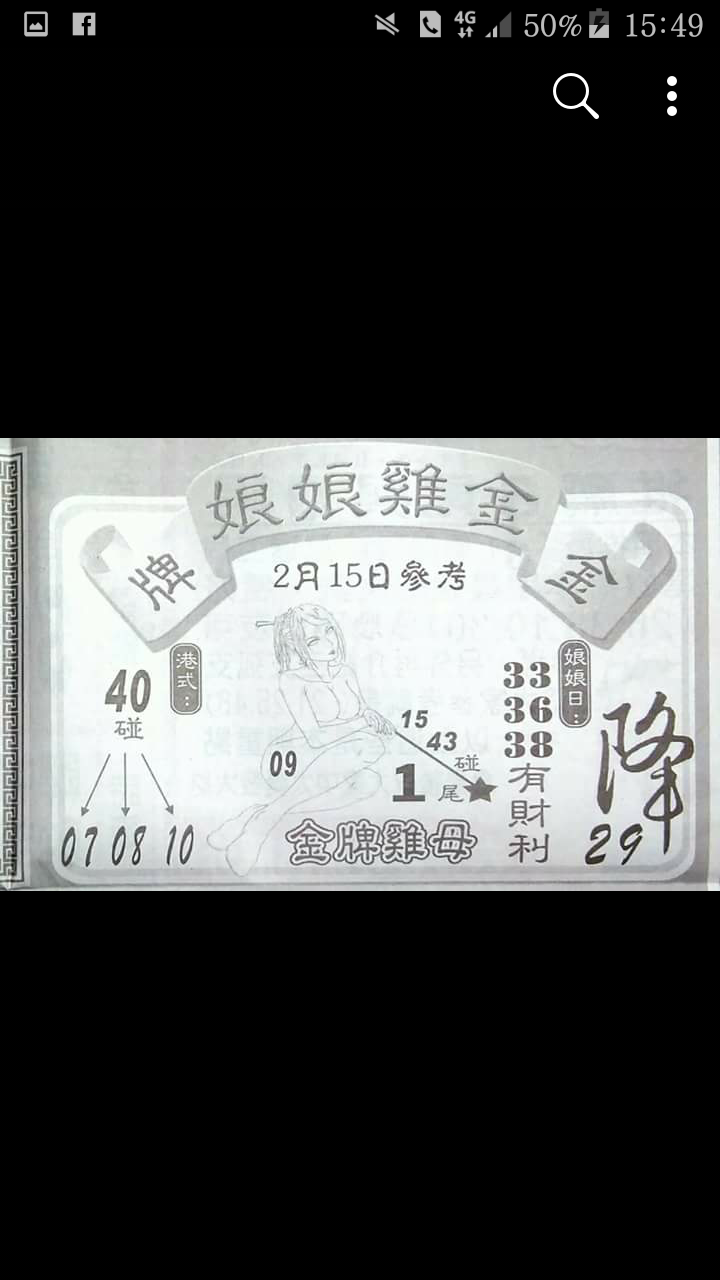 4G 50% 15:49
金金雞娘娘牌
2月15日參考
娘娘日：
33
36
38
有財利
降
29
港式：
40
碰
07 08 10
09
15
43
碰
1尾★
金牌雞母